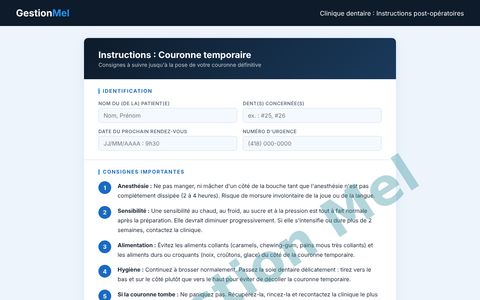 GestionMel
Clinique dentaire : Instructions post-opératoires
Instructions : Couronne temporaire
Consignes à suivre jusqu'à la pose de votre couronne définitive
IDENTIFICATION
NOM DU (DE LA) PATIENT(E)
DENT(S) CONCERNÉE(S)
Nom, Prénom
ex. : #25, #26
DATE DU PROCHAIN RENDEZ-VOUS
NUMÉRO D'URGENCE
JJ/MM/AAAA : 9h30
(418) 000-0000
CONSIGNES IMPORTANTES
1 Anesthésie : Ne pas manger, ni mâcher d'un côté de la bouche tant que l'anesthésie n'est pas
complètement dissipée (2 à 4 heures). Risque de morsure involontaire de la joue ou de la langue.
2 Sensibilité : Une sensibilité au chaud, au froid, au sucre et à la pression est tout à fait normale
après la préparation. Elle devrait diminuer progressivement. Si elle s'intensifie ou dure plus de 2
semaines, contactez la clinique.
3 Alimentation : Évitez les aliments collants (caramels, chewing-gum, pains mous très collants) et
les aliments durs ou croquants (noix, croûtons, glace) du côté de la couronne temporaire.
4 Hygiène : Continuez à brosser normalement. Passez la soie dentaire délicatement : tirez vers le
bas et sur le côté plutôt que vers le haut pour éviter de décoller la couronne temporaire.
5 Si la couronne tombe : Ne paniquez pas. Récupérez-la, rincez-la et recontactez la clinique le plus
tion Mel